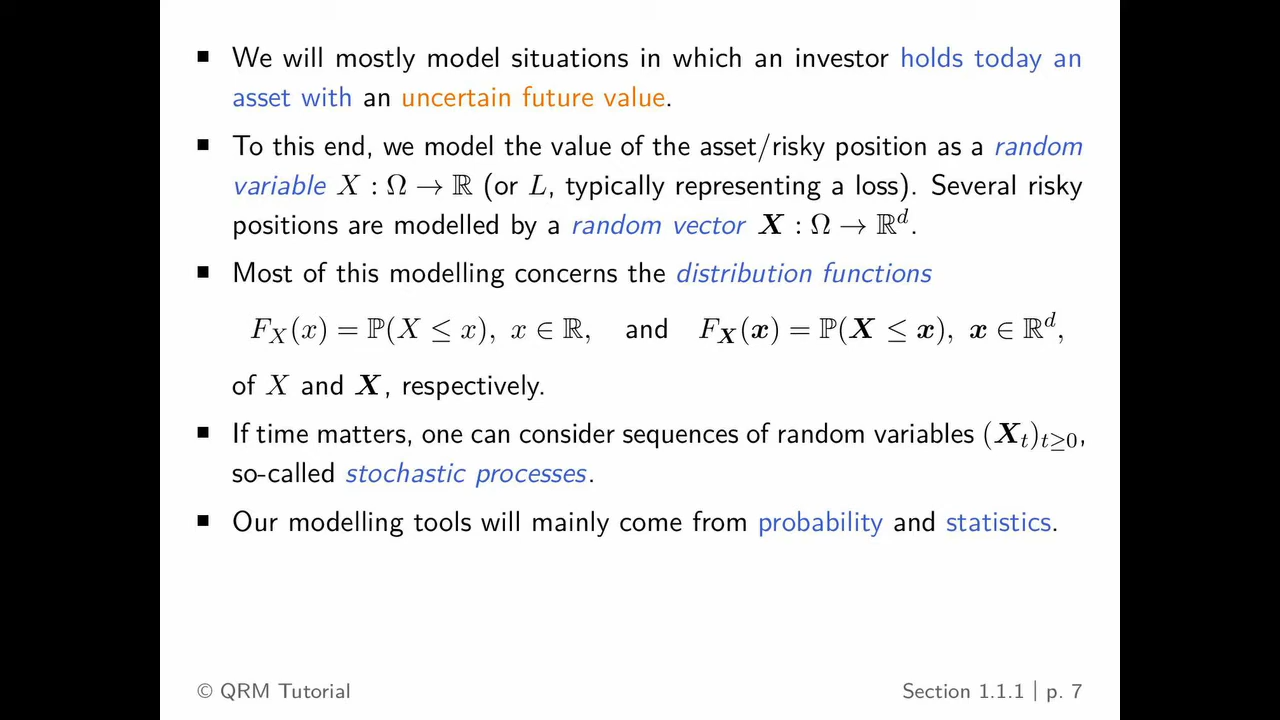 We will mostly model situations in which an investor holds today an
asset with an uncertain future value.
To this end, we model the value of the asset/risky position as a random
variable X : Ω → ℝ (or L, typically representing a loss). Several risky
positions are modelled by a random vector 𝑿 : Ω → ℝᵈ.
Most of this modelling concerns the distribution functions
F_X(x) = ℙ(X ≤ x), x ∈ ℝ, and F_𝑿(𝒙) = ℙ(𝑿 ≤ 𝒙), 𝒙 ∈ ℝᵈ,
of X and 𝑿, respectively.
If time matters, one can consider sequences of random variables (𝑿_t)_{t≥0},
so-called stochastic processes.
Our modelling tools will mainly come from probability and statistics.
© QRM Tutorial
Section 1.1.1 | p. 7